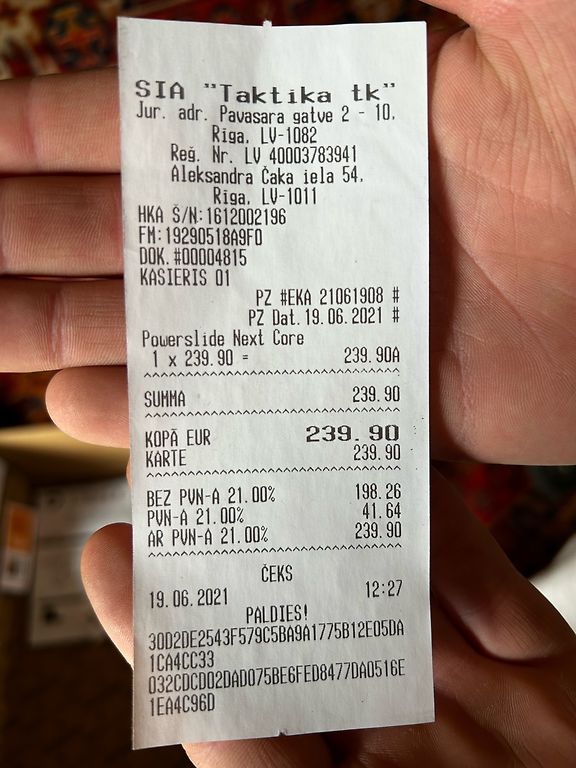 SIA "Taktika tk"
Jur. adr. Pavasara gatve 2 - 10,
Rīga, LV-1082
Reģ. Nr. LV 40003783941
Aleksandra Čaka iela 54,
Rīga, LV-1011
HKA Š/N:1612002196
FM:19290518A9F0
DOK.#00004815
KASIERIS 01
PZ #EKA 21061908 #
PZ Dat.19.06.2021 #
Powerslide Next Core
1 x 239.90 = 239.90A
^^^^^^^^^^^^^^^^^^^^^^^^^^^^^^^^
SUMMA 239.90
^^^^^^^^^^^^^^^^^^^^^^^^^^^^^^^^
KOPĀ EUR 239.90
KARTE 239.90
^^^^^^^^^^^^^^^^^^^^^^^^^^^^^^^^
BEZ PVN-A 21.00% 198.26
PVN-A 21.00% 41.64
AR PVN-A 21.00% 239.90
^^^^^^^^^^^^^^^^^^^^^^^^^^^^^^^^
ČEKS
19.06.2021 12:27
PALDIES!
30D2DE2543F579C5BA9A1775B12E05DA
1CA4CC33
032CDCD02DAD075BE6FED8477DA0516E
1EA4C96D